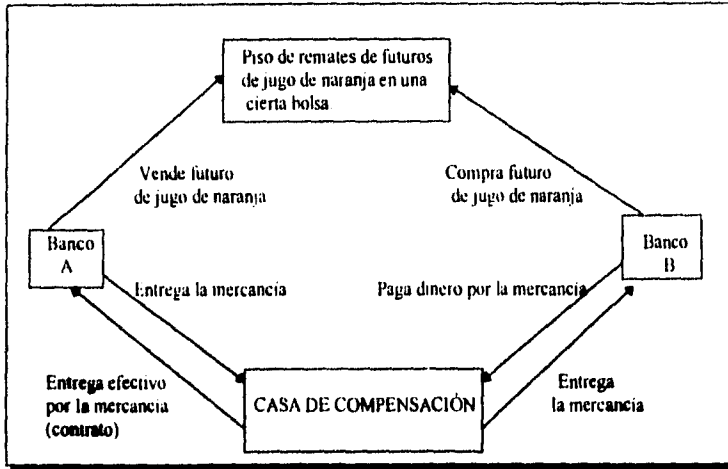 Piso de remates de futuros
de jugo de naranja en una
cierta bolsa
Vende futuro
de jugo de naranja
Compra futuro
de jugo de naranja
Banco
A
Banco
B
Entrega la mercancía
Paga dinero por la mercancía
Entrega efectivo
por la mercancía
(contrato)
CASA DE COMPENSACIÓN
Entrega
la mercancía